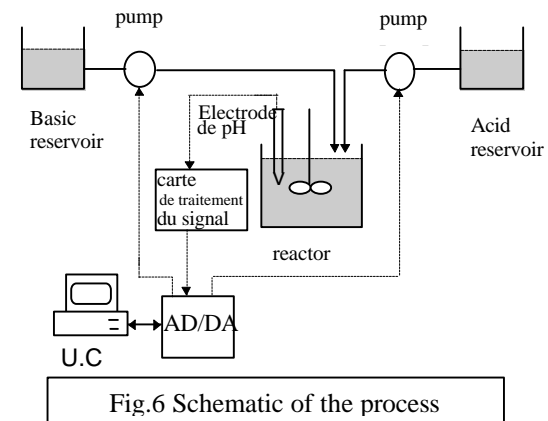 pump
pump
Basic
reservoir
Electrode
de pH
Acid
reservoir
carte
de traitement
du signal
reactor
AD/DA
U.C
Fig.6 Schematic of the process